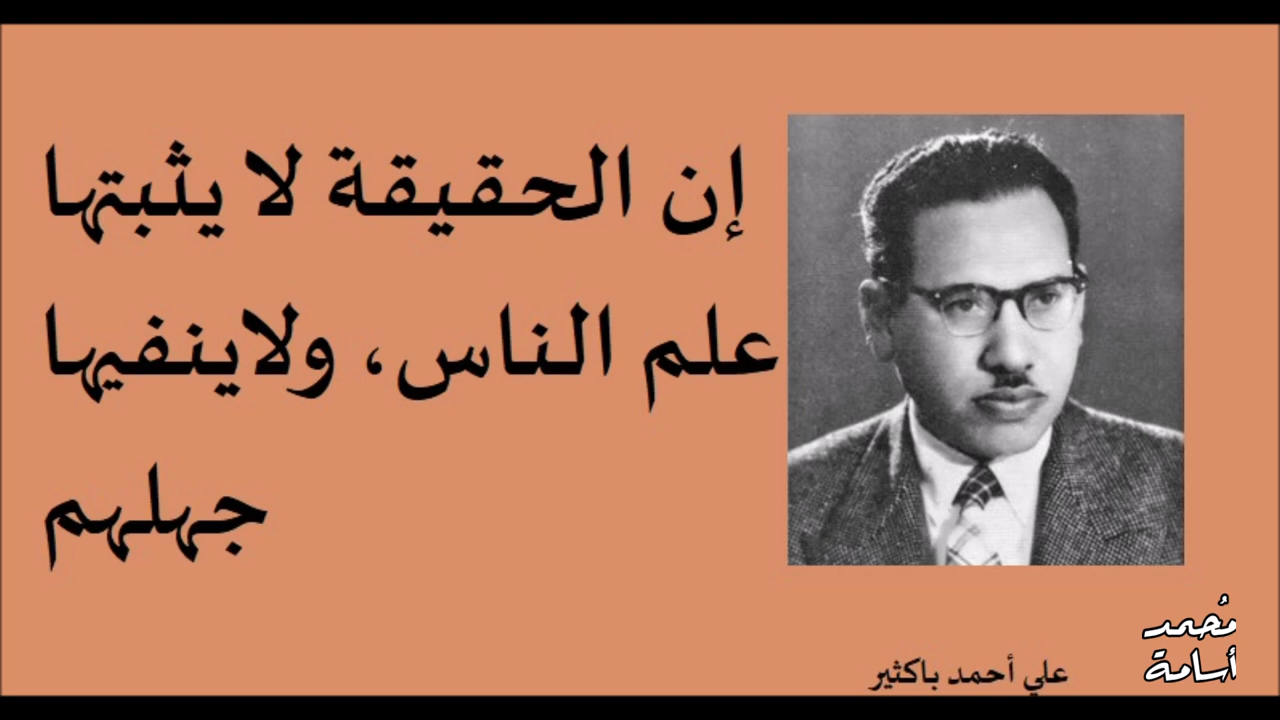 إن الحقيقة لا يثبتها
علم الناس، ولاينفيها
جهلهم
علي أحمد باكثير
مُحمد
أسامة